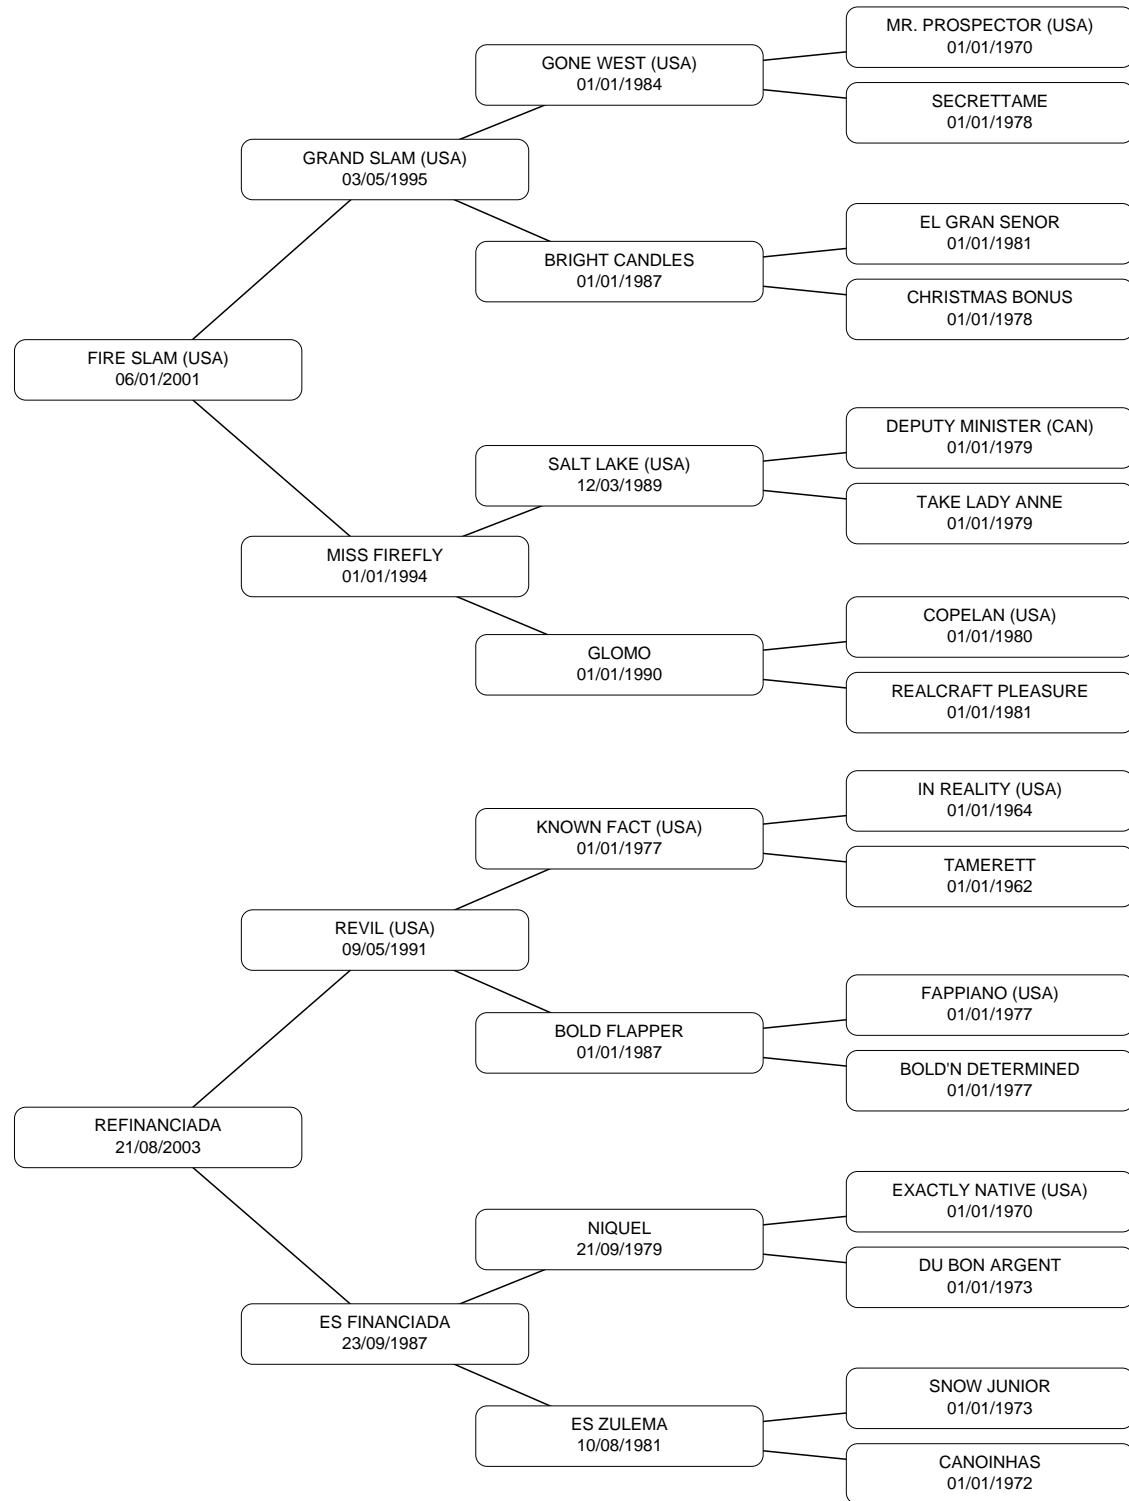 MR. PROSPECTOR (USA)
01/01/1970
GONE WEST (USA)
01/01/1984
SECRETTAME
01/01/1978
GRAND SLAM (USA)
03/05/1995
EL GRAN SENOR
01/01/1981
BRIGHT CANDLES
01/01/1987
CHRISTMAS BONUS
01/01/1978
FIRE SLAM (USA)
06/01/2001
DEPUTY MINISTER (CAN)
01/01/1979
SALT LAKE (USA)
12/03/1989
TAKE LADY ANNE
01/01/1979
MISS FIREFLY
01/01/1994
COPELAN (USA)
01/01/1980
GLOMO
01/01/1990
REALCRAFT PLEASURE
01/01/1981
IN REALITY (USA)
01/01/1964
KNOWN FACT (USA)
01/01/1977
TAMERETT
01/01/1962
REVIL (USA)
09/05/1991
FAPPIANO (USA)
01/01/1977
BOLD FLAPPER
01/01/1987
BOLD'N DETERMINED
01/01/1977
REFINANCIADA
21/08/2003
EXACTLY NATIVE (USA)
01/01/1970
NIQUEL
21/09/1979
DU BON ARGENT
01/01/1973
ES FINANCIADA
23/09/1987
SNOW JUNIOR
01/01/1973
ES ZULEMA
10/08/1981
CANOINHAS
01/01/1972